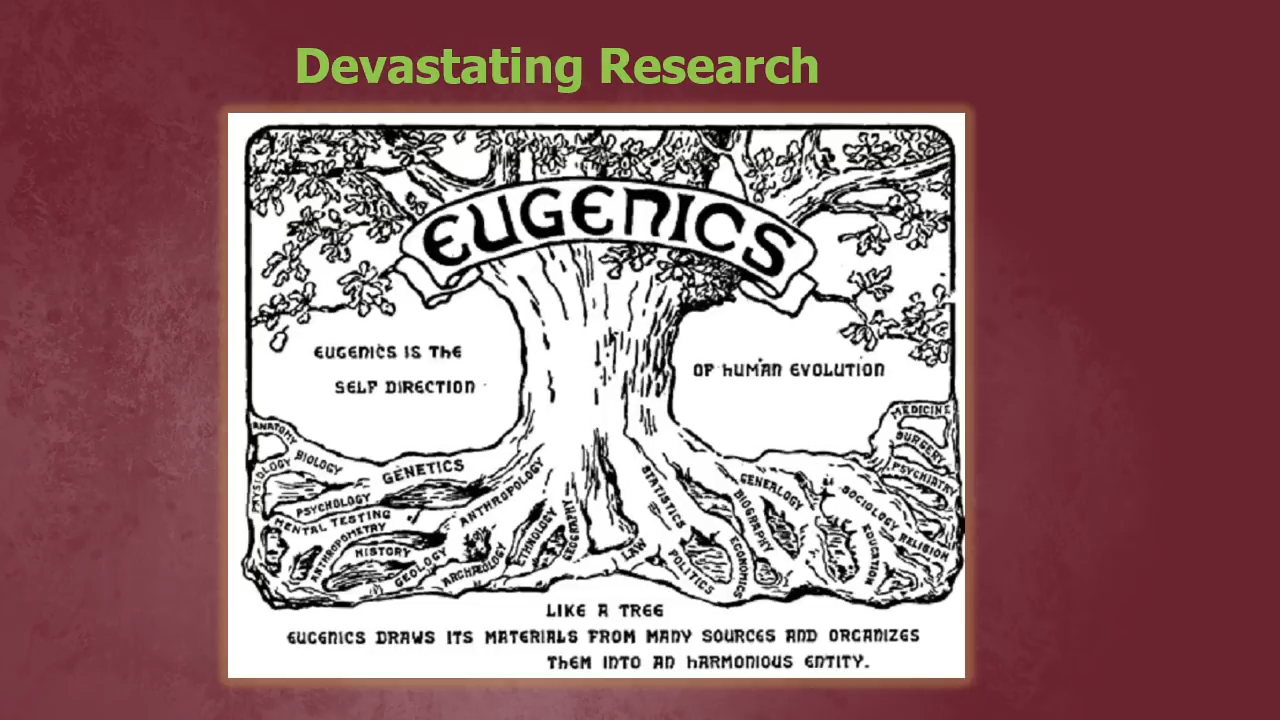 Devastating Research
EUGENICS
EUGENICS IS THE
SELF DIRECTION
OF HUMAN EVOLUTION
ANATOMY
PHYSIOLOGY
BIOLOGY
GENETICS
PSYCHOLOGY
MENTAL TESTING
ANTHROPOMETRY
HISTORY
ANTHROPOLOGY
GEOLOGY
ARCHÆOLOGY
ETHNOLOGY
GEOGRAPHY
LAW
STATISTICS
POLITICS
ECONOMICS
BIOGRAPHY
GENEALOGY
EDUCATION
SOCIOLOGY
RELIGION
PSYCHIATRY
SURGERY
MEDICINE
LIKE A TREE
EUGENICS DRAWS ITS MATERIALS FROM MANY SOURCES AND ORGANIZES
THEM INTO AN HARMONIOUS ENTITY.